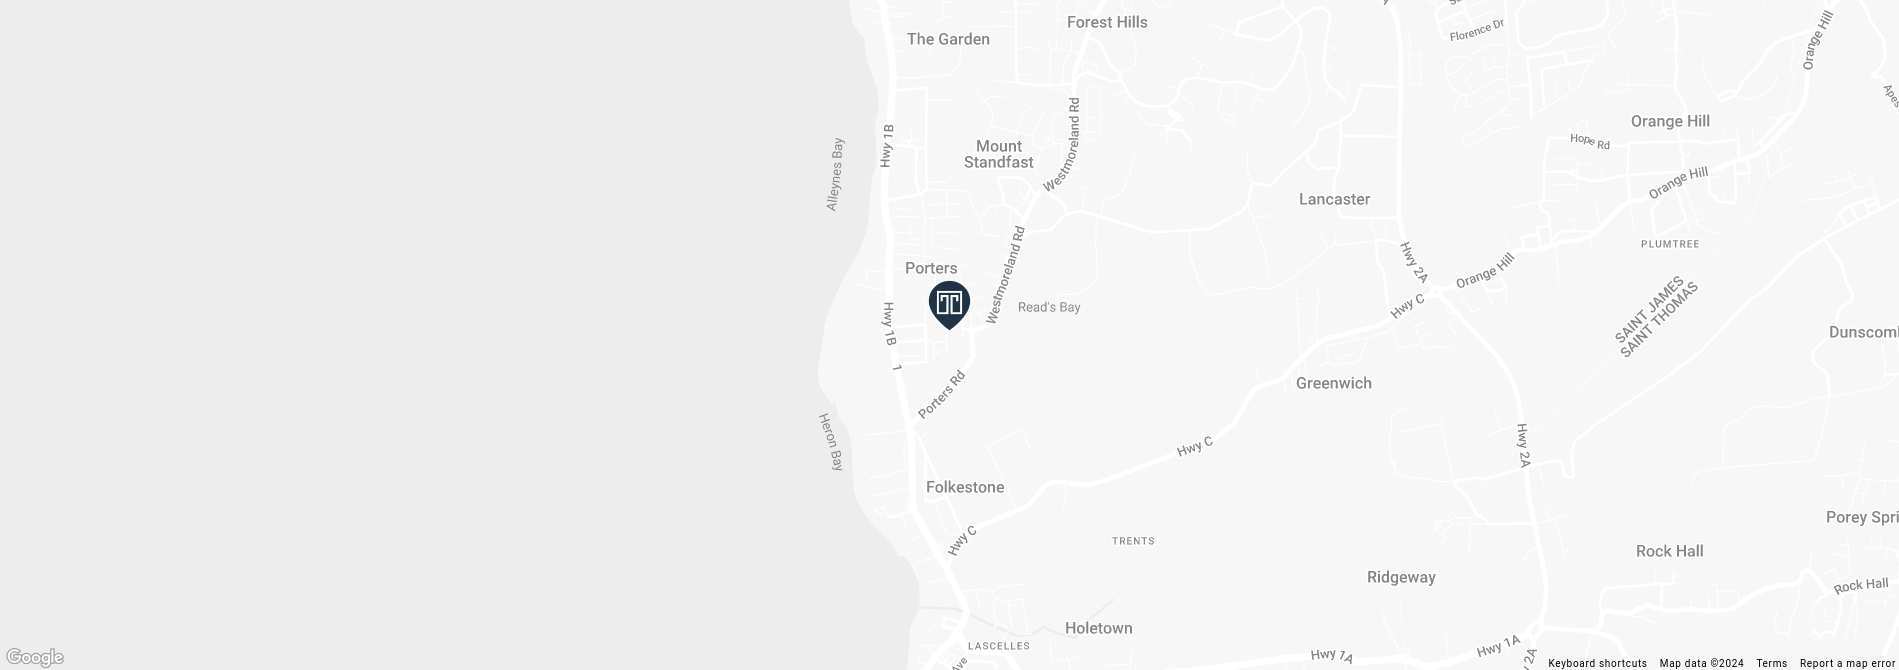 Forest Hills
The Garden
Florence Dr
Orange Hill
Hwy 1B
Alleynes Bay
Westmoreland Rd
Mount
Standfast
Orange Hill
Hope Rd
Orange Hill
Lancaster
PLUMTREE
Westmoreland Rd
Hwy 2A
Orange Hill
Porters
Hwy C
Read's Bay
SAINT JAMES
SAINT THOMAS
Hwy 1B
1
Porters Rd
Greenwich
Heron Bay
Hwy C
Hwy 2A
Folkestone
Hwy C
TRENTS
Rock Hall
Ridgeway
Rock Hall
Holetown
LASCELLES
Ave
Hwy 1A
Hwy 1A
Hwy 2A
Google
Keyboard shortcuts
Map data ©2024
Terms
Report a map error